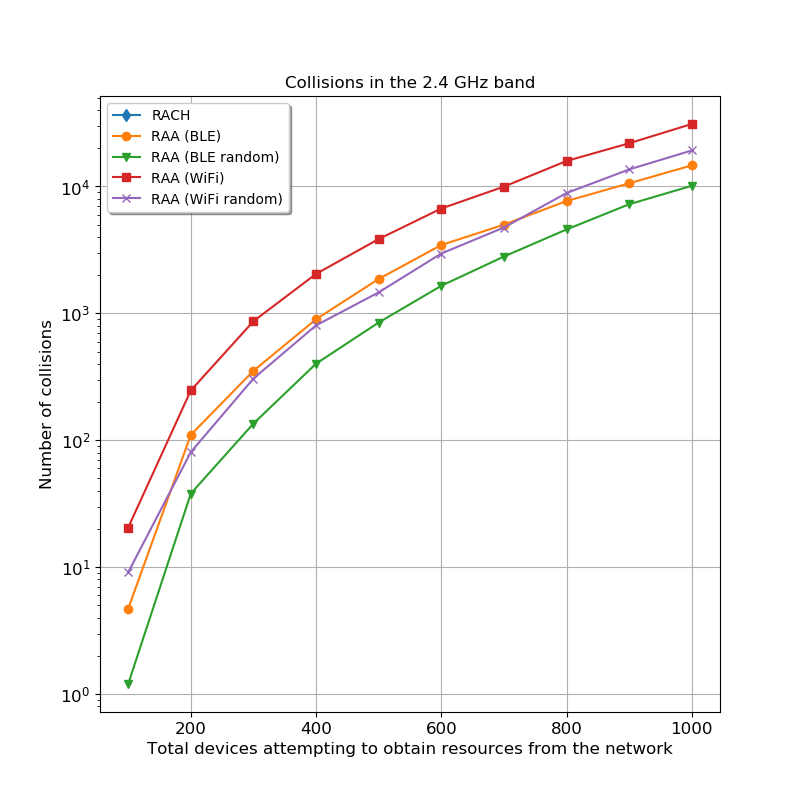 Collisions in the 2.4 GHz band
RACH
RAA (BLE)
RAA (BLE random)
RAA (WiFi)
RAA (WiFi random)
Number of collisions
10⁴
10³
10²
10¹
10⁰
200 400 600 800 1000
Total devices attempting to obtain resources from the network